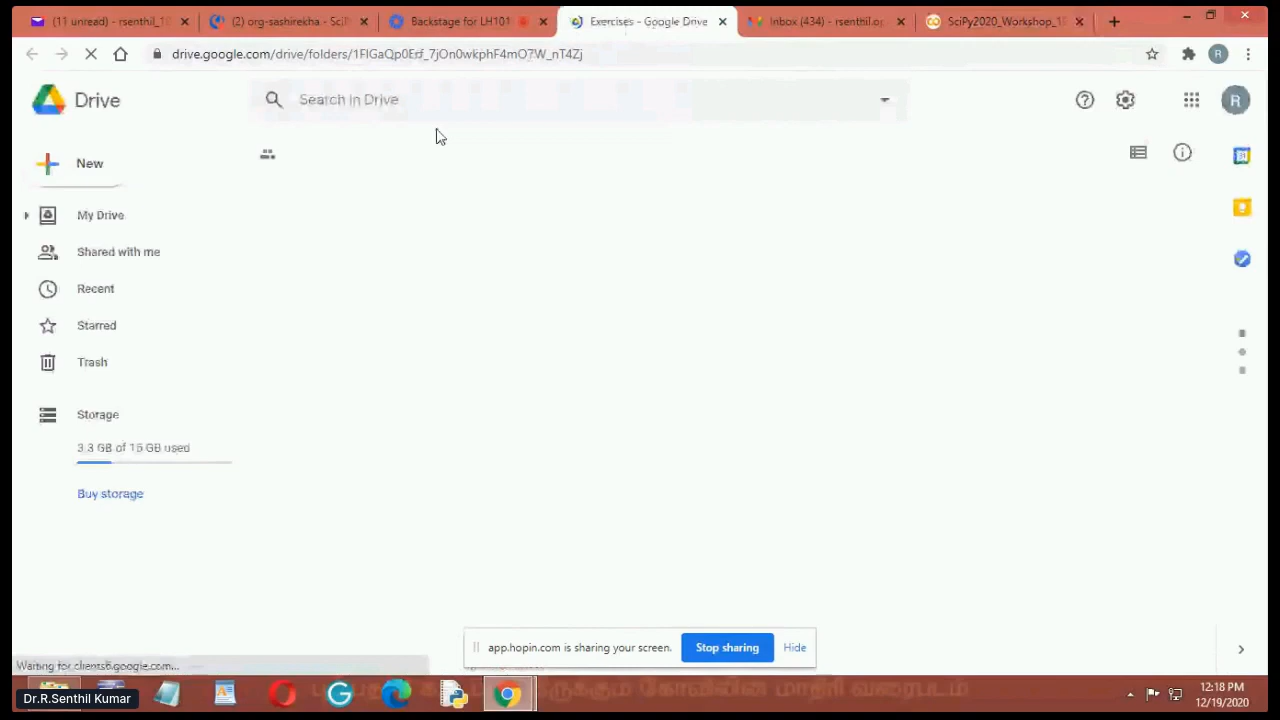 (11 unread) - rsenthil_1
(2) org-sashirekha - SciP
Backstage for LH101
Exercises - Google Drive
Inbox (434) - rsenthil.or
SciPy2020_Workshop_19
drive.google.com/drive/folders/
Drive
Search in Drive
R
R
New
My Drive
Shared with me
Recent
Starred
Trash
Storage
3.3 GB of 15 GB used
Buy storage
app.hopin.com is sharing your screen.
Stop sharing
Hide
Waiting for clients6.google.com...
Dr.R.Senthil Kumar
12:18 PM
12/19/2020